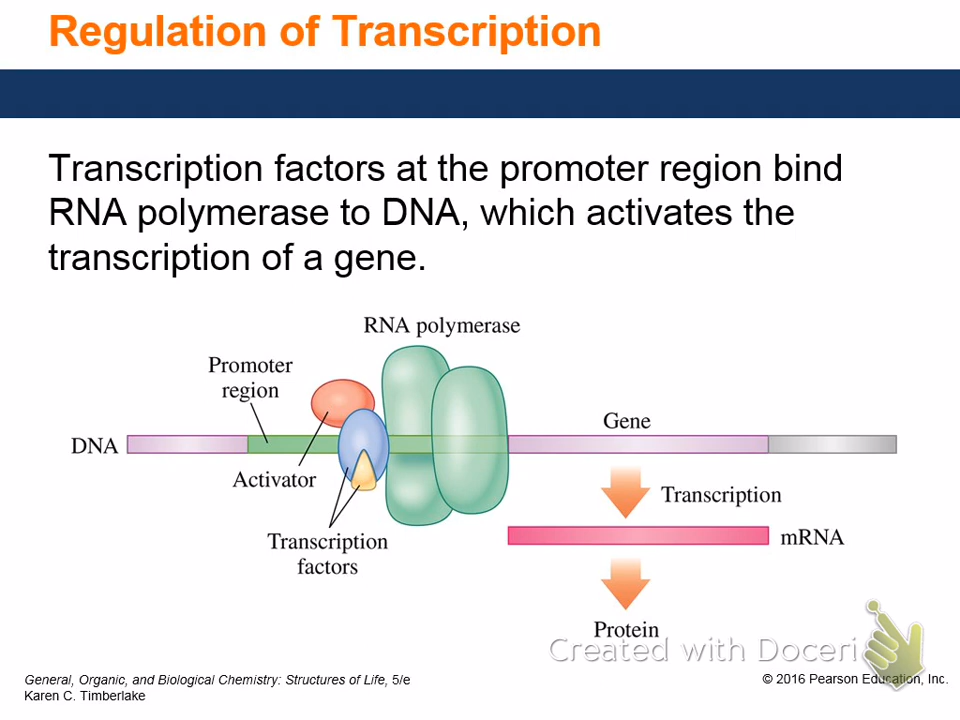 Regulation of Transcription
Transcription factors at the promoter region bind
RNA polymerase to DNA, which activates the
transcription of a gene.
RNA polymerase
Promoter
region
Gene
DNA
Activator
Transcription
Transcription
factors
mRNA
Protein
Created with Doceri
General, Organic, and Biological Chemistry: Structures of Life, 5/e
Karen C. Timberlake
© 2016 Pearson Education, Inc.